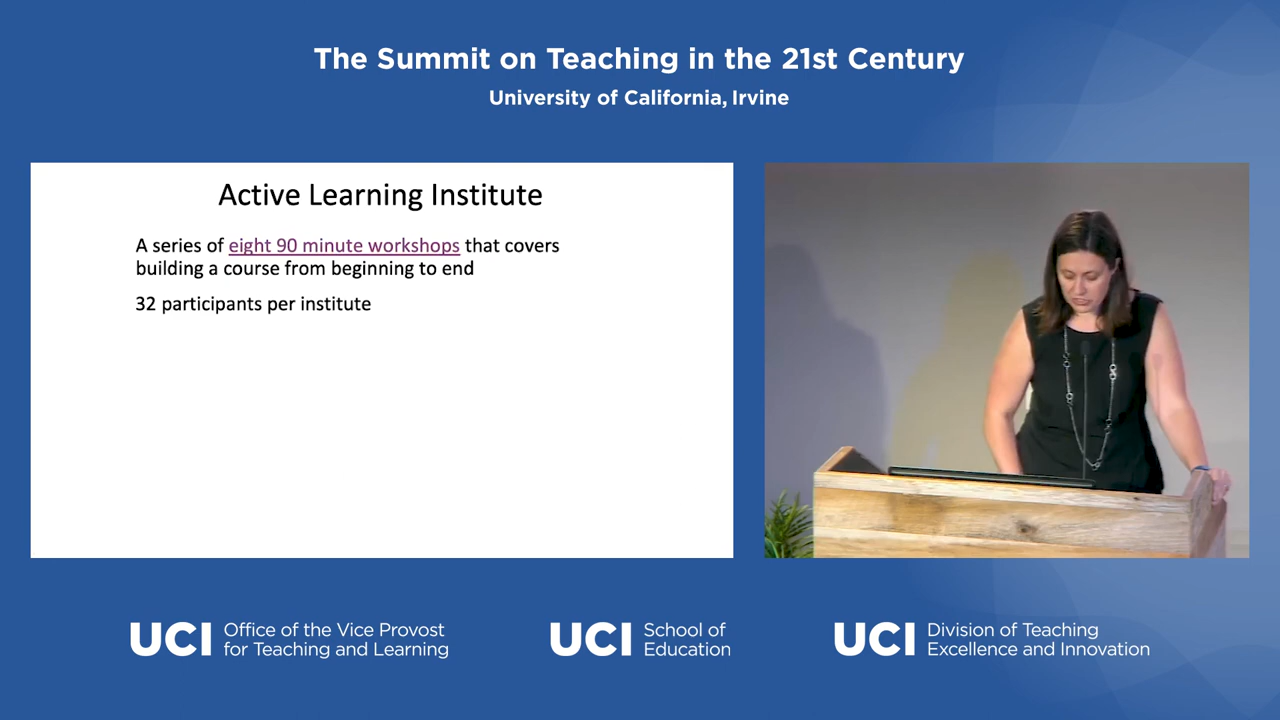 The Summit on Teaching in the 21st Century
University of California, Irvine
Active Learning Institute
A series of eight 90 minute workshops that covers
building a course from beginning to end
32 participants per institute
UCI Office of the Vice Provost
for Teaching and Learning
UCI School of
Education
UCI Division of Teaching
Excellence and Innovation